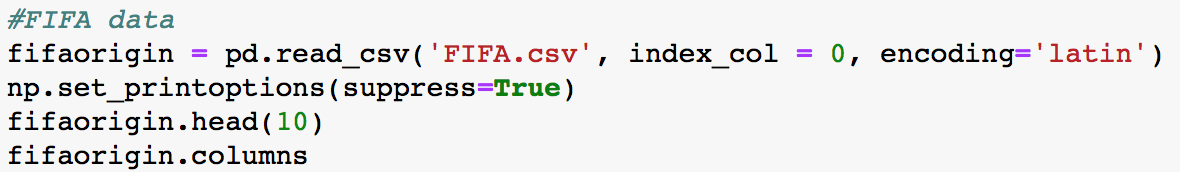 #FIFA data
fifaorigin = pd.read_csv('FIFA.csv', index_col = 0, encoding='latin')
np.set_printoptions(suppress=True)
fifaorigin.head(10)
fifaorigin.columns